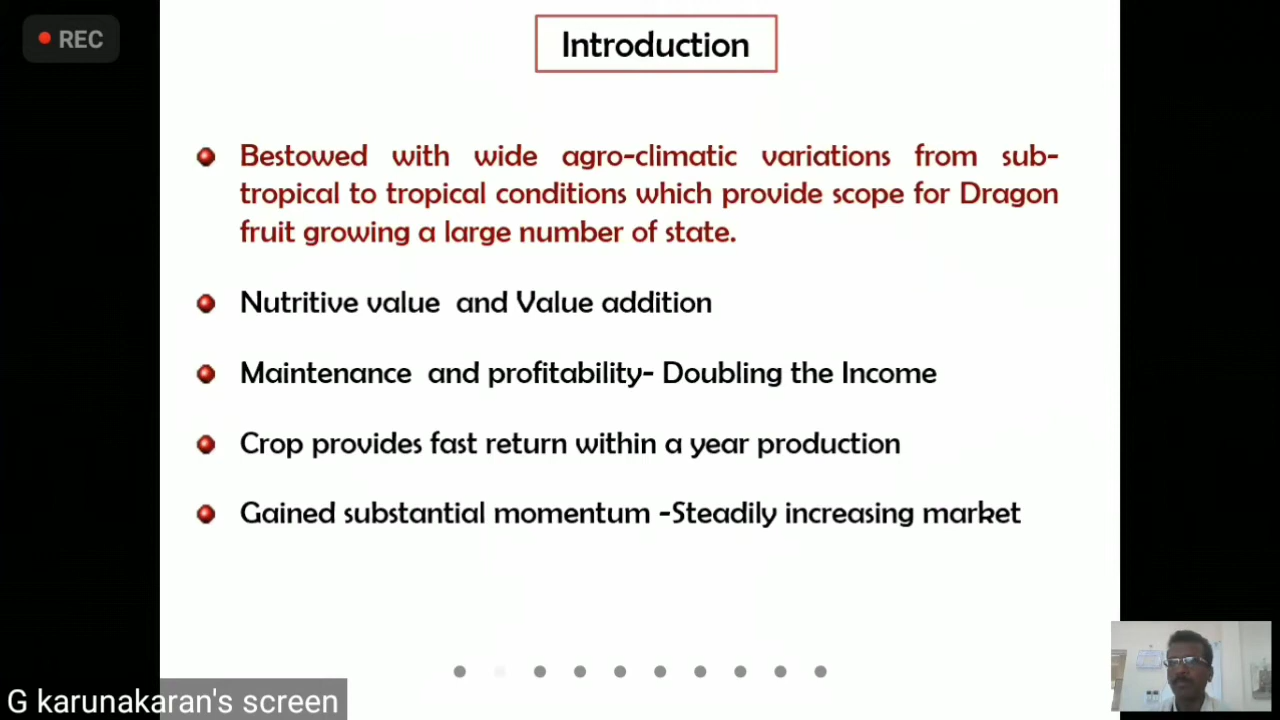 REC
Introduction
Bestowed with wide agro-climatic variations from sub-
tropical to tropical conditions which provide scope for Dragon
fruit growing a large number of state.
Nutritive value and Value addition
Maintenance and profitability- Doubling the Income
Crop provides fast return within a year production
Gained substantial momentum -Steadily increasing market
G karunakaran's screen